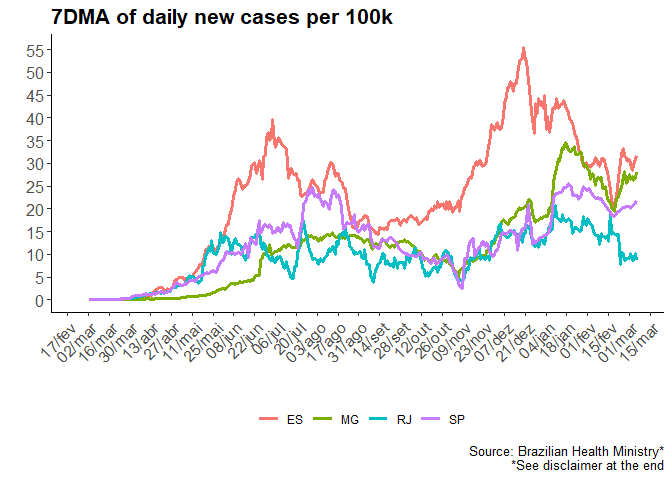 7DMA of daily new cases per 100k
55
50
45
40
35
30
25
20
15
10
5
0
17/fev
02/mar
16/mar
30/mar
13/abr
27/abr
11/mai
25/mai
08/jun
22/jun
06/jul
20/jul
03/ago
17/ago
31/ago
14/set
28/set
12/out
26/out
09/nov
23/nov
07/dez
21/dez
04/jan
18/jan
01/fev
15/fev
01/mar
15/mar
ES MG RJ SP
Source: Brazilian Health Ministry*
*See disclaimer at the end